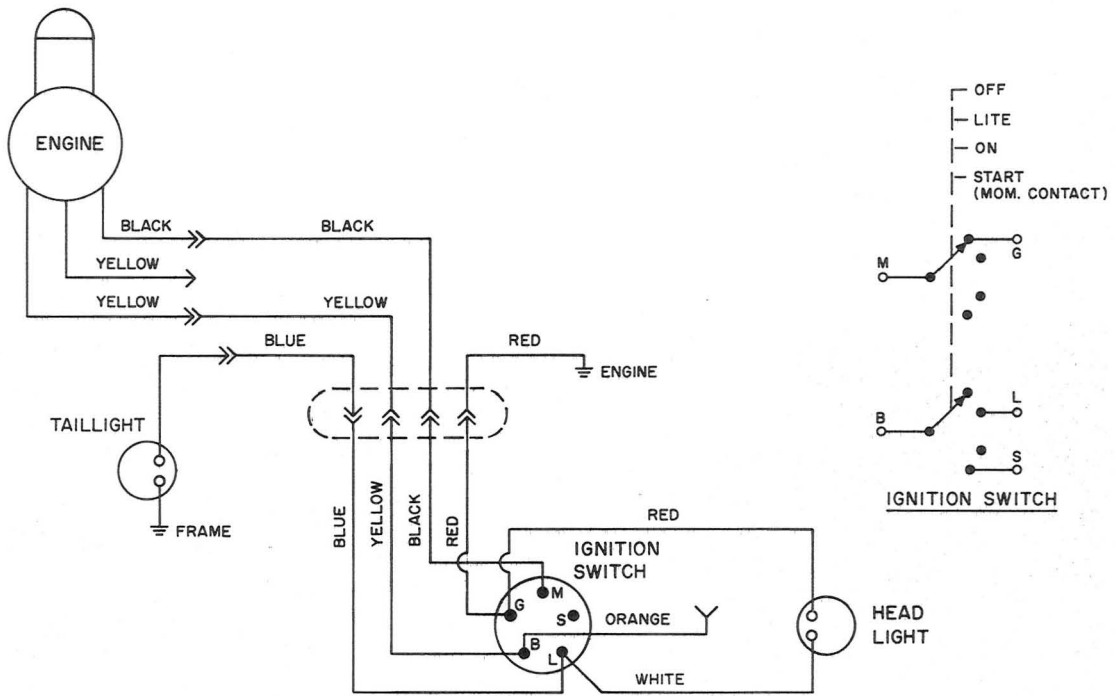 ENGINE
OFF
LITE
ON
START
(MOM. CONTACT)
BLACK
BLACK
YELLOW
YELLOW
YELLOW
BLUE
RED
ENGINE
M
G
B
L
S
IGNITION SWITCH
TAILLIGHT
FRAME
BLUE
YELLOW
BLACK
RED
RED
IGNITION
SWITCH
M
G
S
B
L
ORANGE
WHITE
HEAD
LIGHT